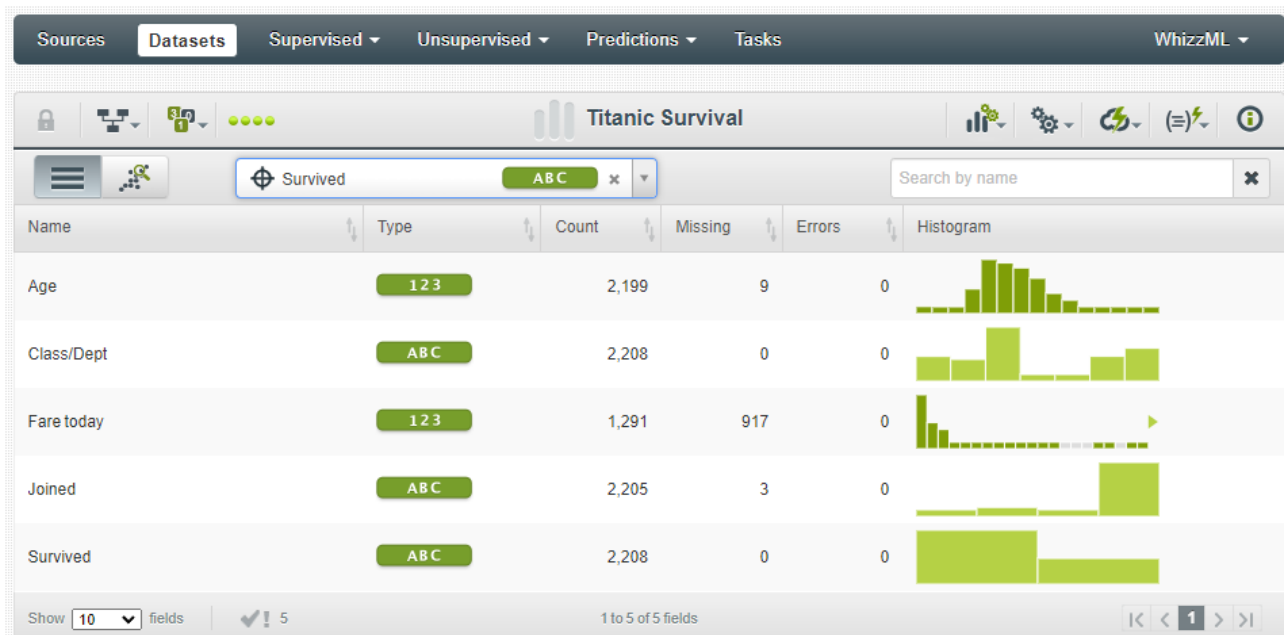 Sources Datasets Supervised Unsupervised Predictions Tasks WhizzML
Titanic Survival
Survived ABC Search by name
Name Type Count Missing Errors Histogram
Age 123 2,199 9 0
Class/Dept ABC 2,208 0 0
Fare today 123 1,291 917 0
Joined ABC 2,205 3 0
Survived ABC 2,208 0 0
Show 10 fields 5 1 to 5 of 5 fields 1